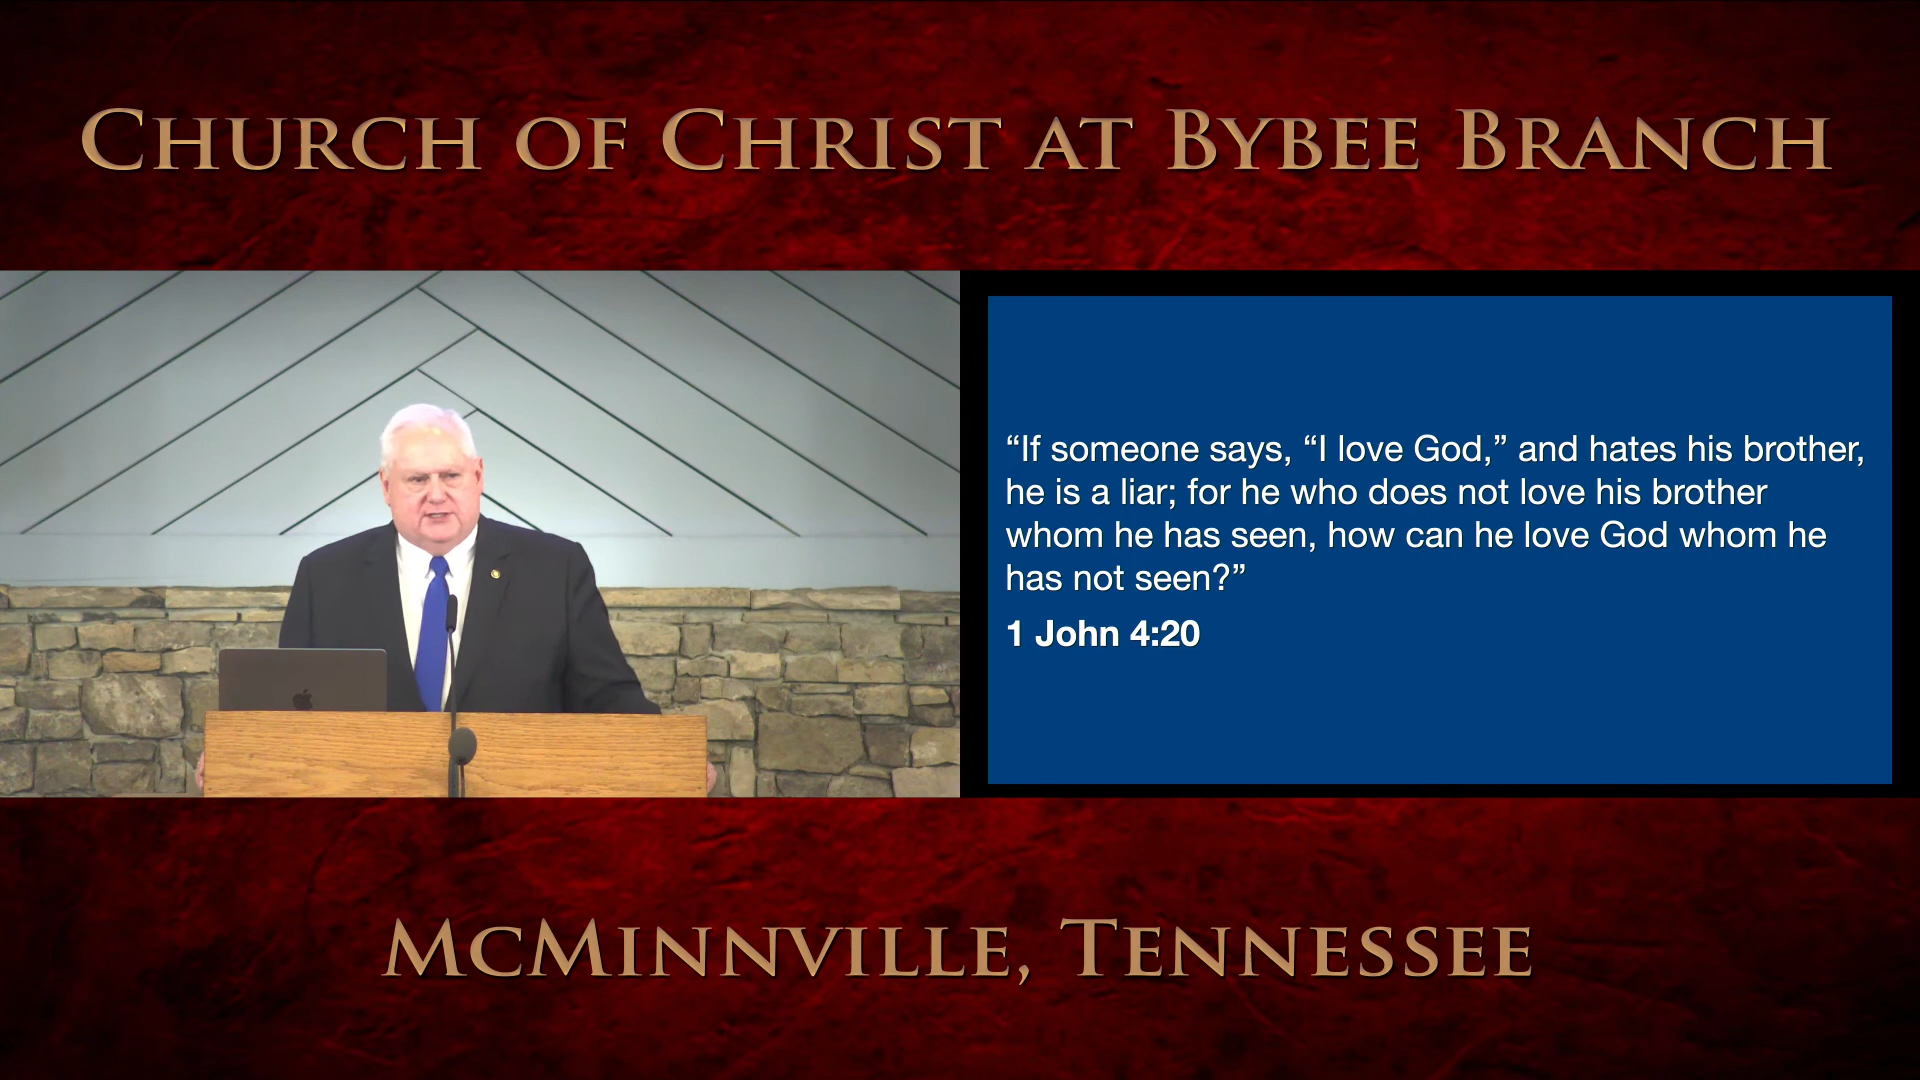 CHURCH OF CHRIST AT BYBEE BRANCH
“If someone says, “I love God,” and hates his brother,
he is a liar; for he who does not love his brother
whom he has seen, how can he love God whom he
has not seen?”
1 John 4:20
MCMINNVILLE, TENNESSEE